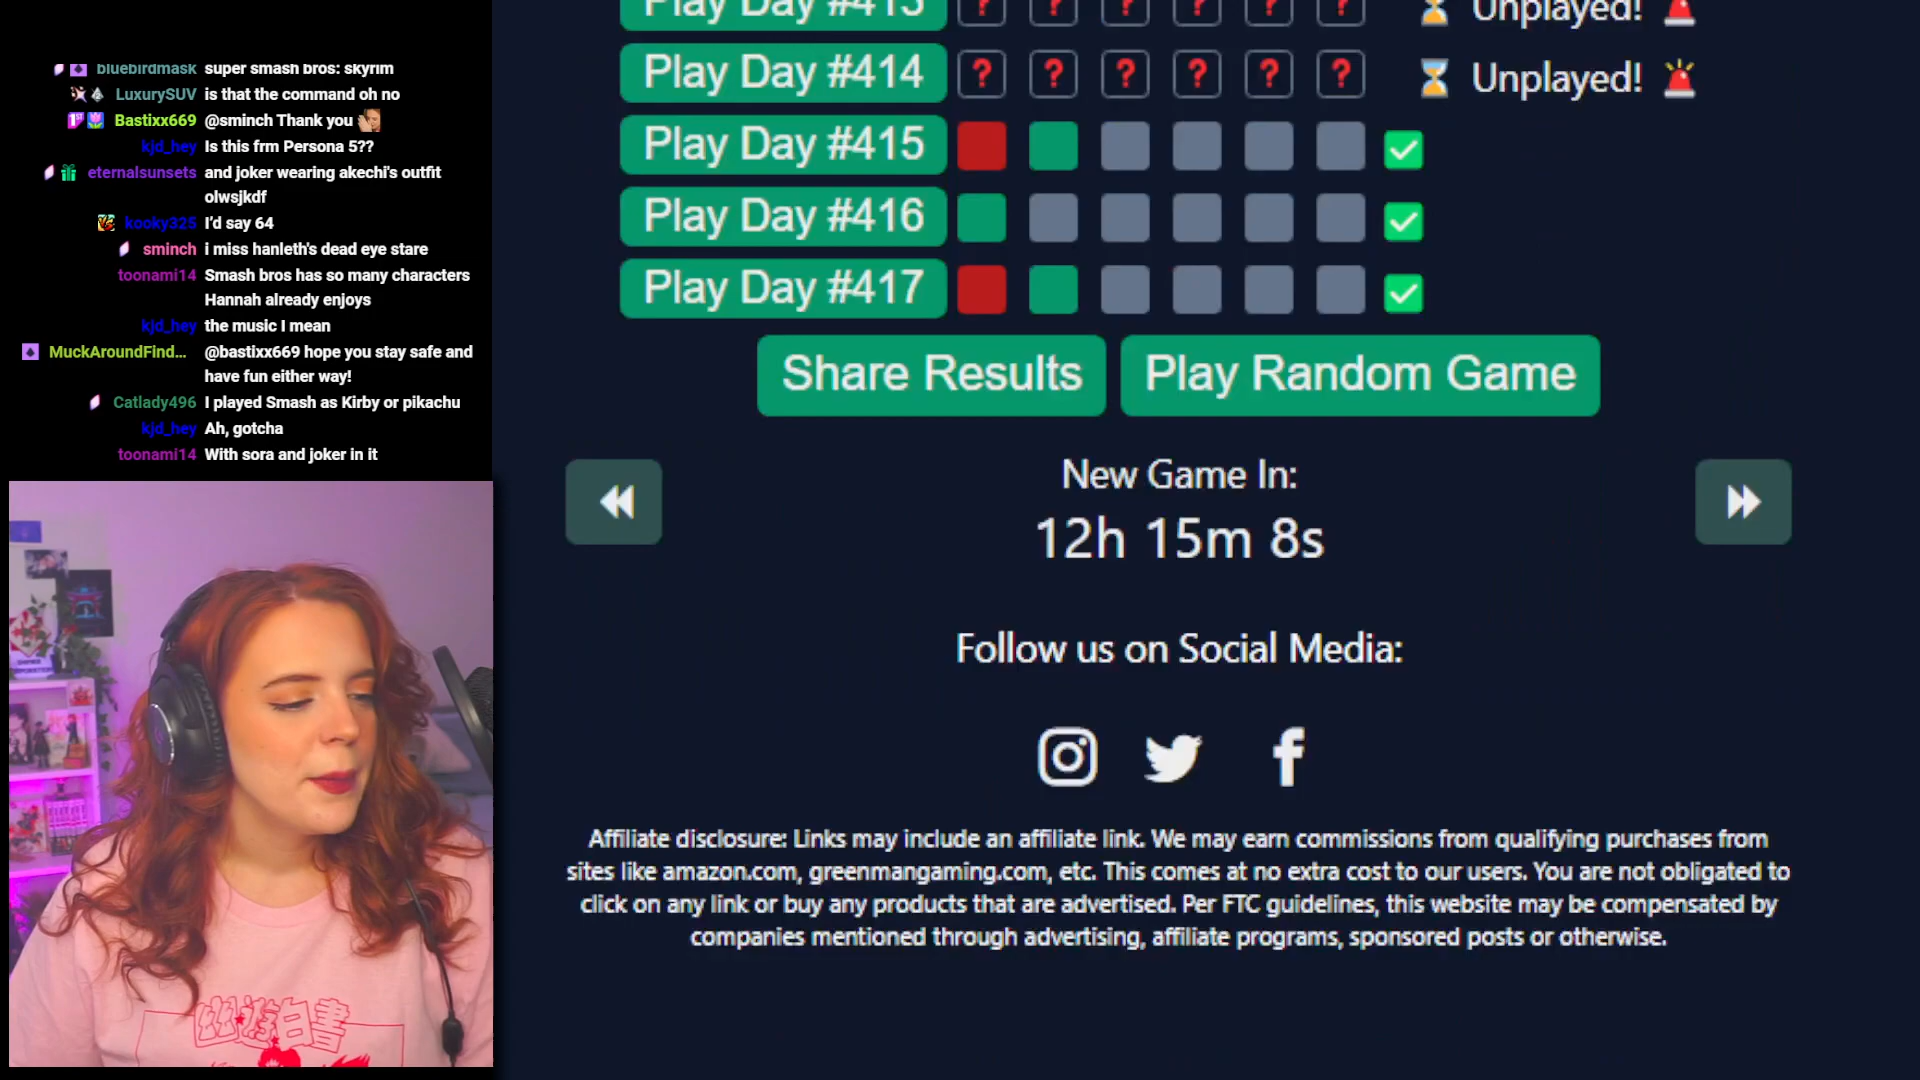 bluebirdmask super smash bros: skyrim
LuxurySUV is that the command oh no
Bastixx669 @sminch Thank you
kjd_hey Is this frm Persona 5??
eternalsunsets and joker wearing akechi's outfit
olwsjkdf
kooky325 I'd say 64
sminch i miss hanleth's dead eye stare
toonami14 Smash bros has so many characters
Hannah already enjoys
kjd_hey the music I mean
MuckAroundFind... @bastixx669 hope you stay safe and
have fun either way!
Catlady496 I played Smash as Kirby or pikachu
kjd_hey Ah, gotcha
toonami14 With sora and joker in it
Play Day #413 ? ? ? ? ? ? Unplayed!
Play Day #414 ? ? ? ? ? ? Unplayed!
Play Day #415
Play Day #416
Play Day #417
Share Results Play Random Game
New Game In:
12h 15m 8s
Follow us on Social Media:
Affiliate disclosure: Links may include an affiliate link. We may earn commissions from qualifying purchases from
sites like amazon.com, greenmangaming.com, etc. This comes at no extra cost to our users. You are not obligated to
click on any link or buy any products that are advertised. Per FTC guidelines, this website may be compensated by
companies mentioned through advertising, affiliate programs, sponsored posts or otherwise.
幽遊白書